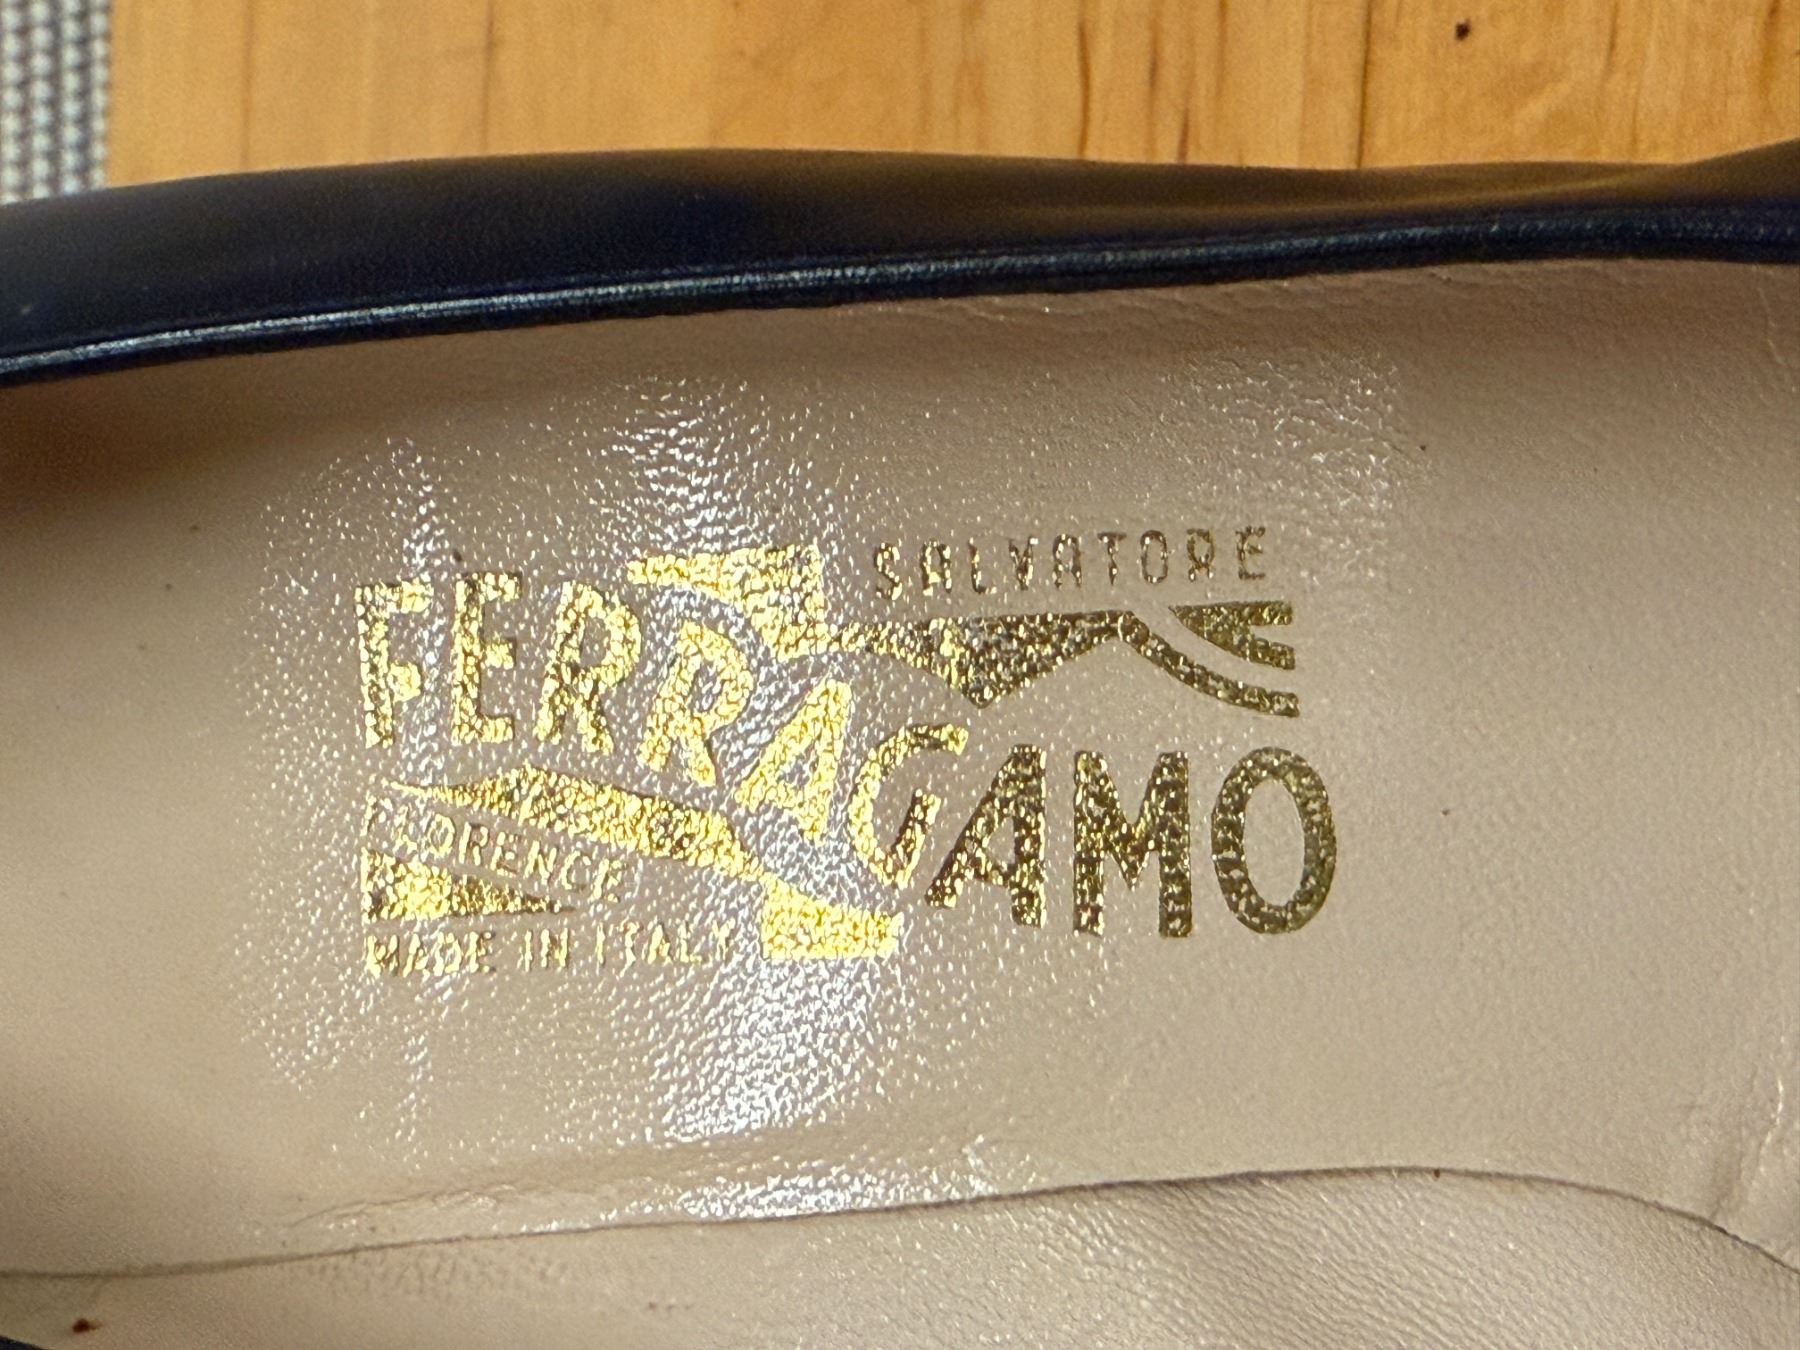 SALVATORE
FERRAGAMO
FLORENCE
MADE IN ITALY